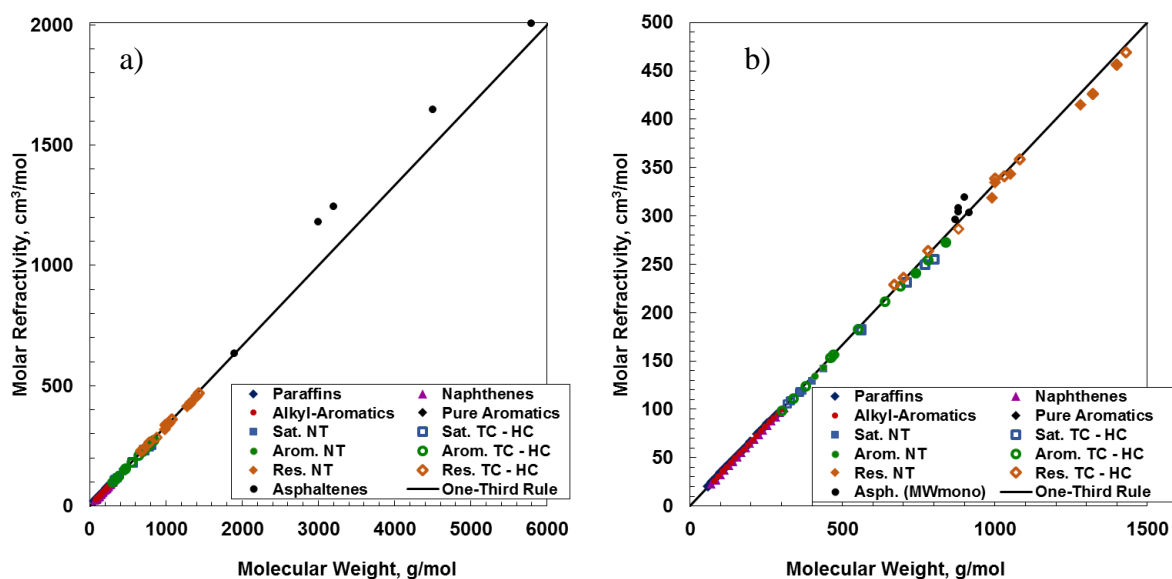 a)
Molar Refractivity, cm³/mol
2000
1500
1000
500
0
0 1000 2000 3000 4000 5000 6000
Molecular Weight, g/mol
Paraffins Naphthenes
Alkyl-Aromatics Pure Aromatics
Sat. NT Sat. TC - HC
Arom. NT Arom. TC - HC
Res. NT Res. TC - HC
Asphaltenes One-Third Rule
b)
Molar Refractivity, cm³/mol
500
450
400
350
300
250
200
150
100
50
0
0 500 1000 1500
Molecular Weight, g/mol
Paraffins Naphthenes
Alkyl-Aromatics Pure Aromatics
Sat. NT Sat. TC - HC
Arom. NT Arom. TC - HC
Res. NT Res. TC - HC
Asph. (MWmono) One-Third Rule